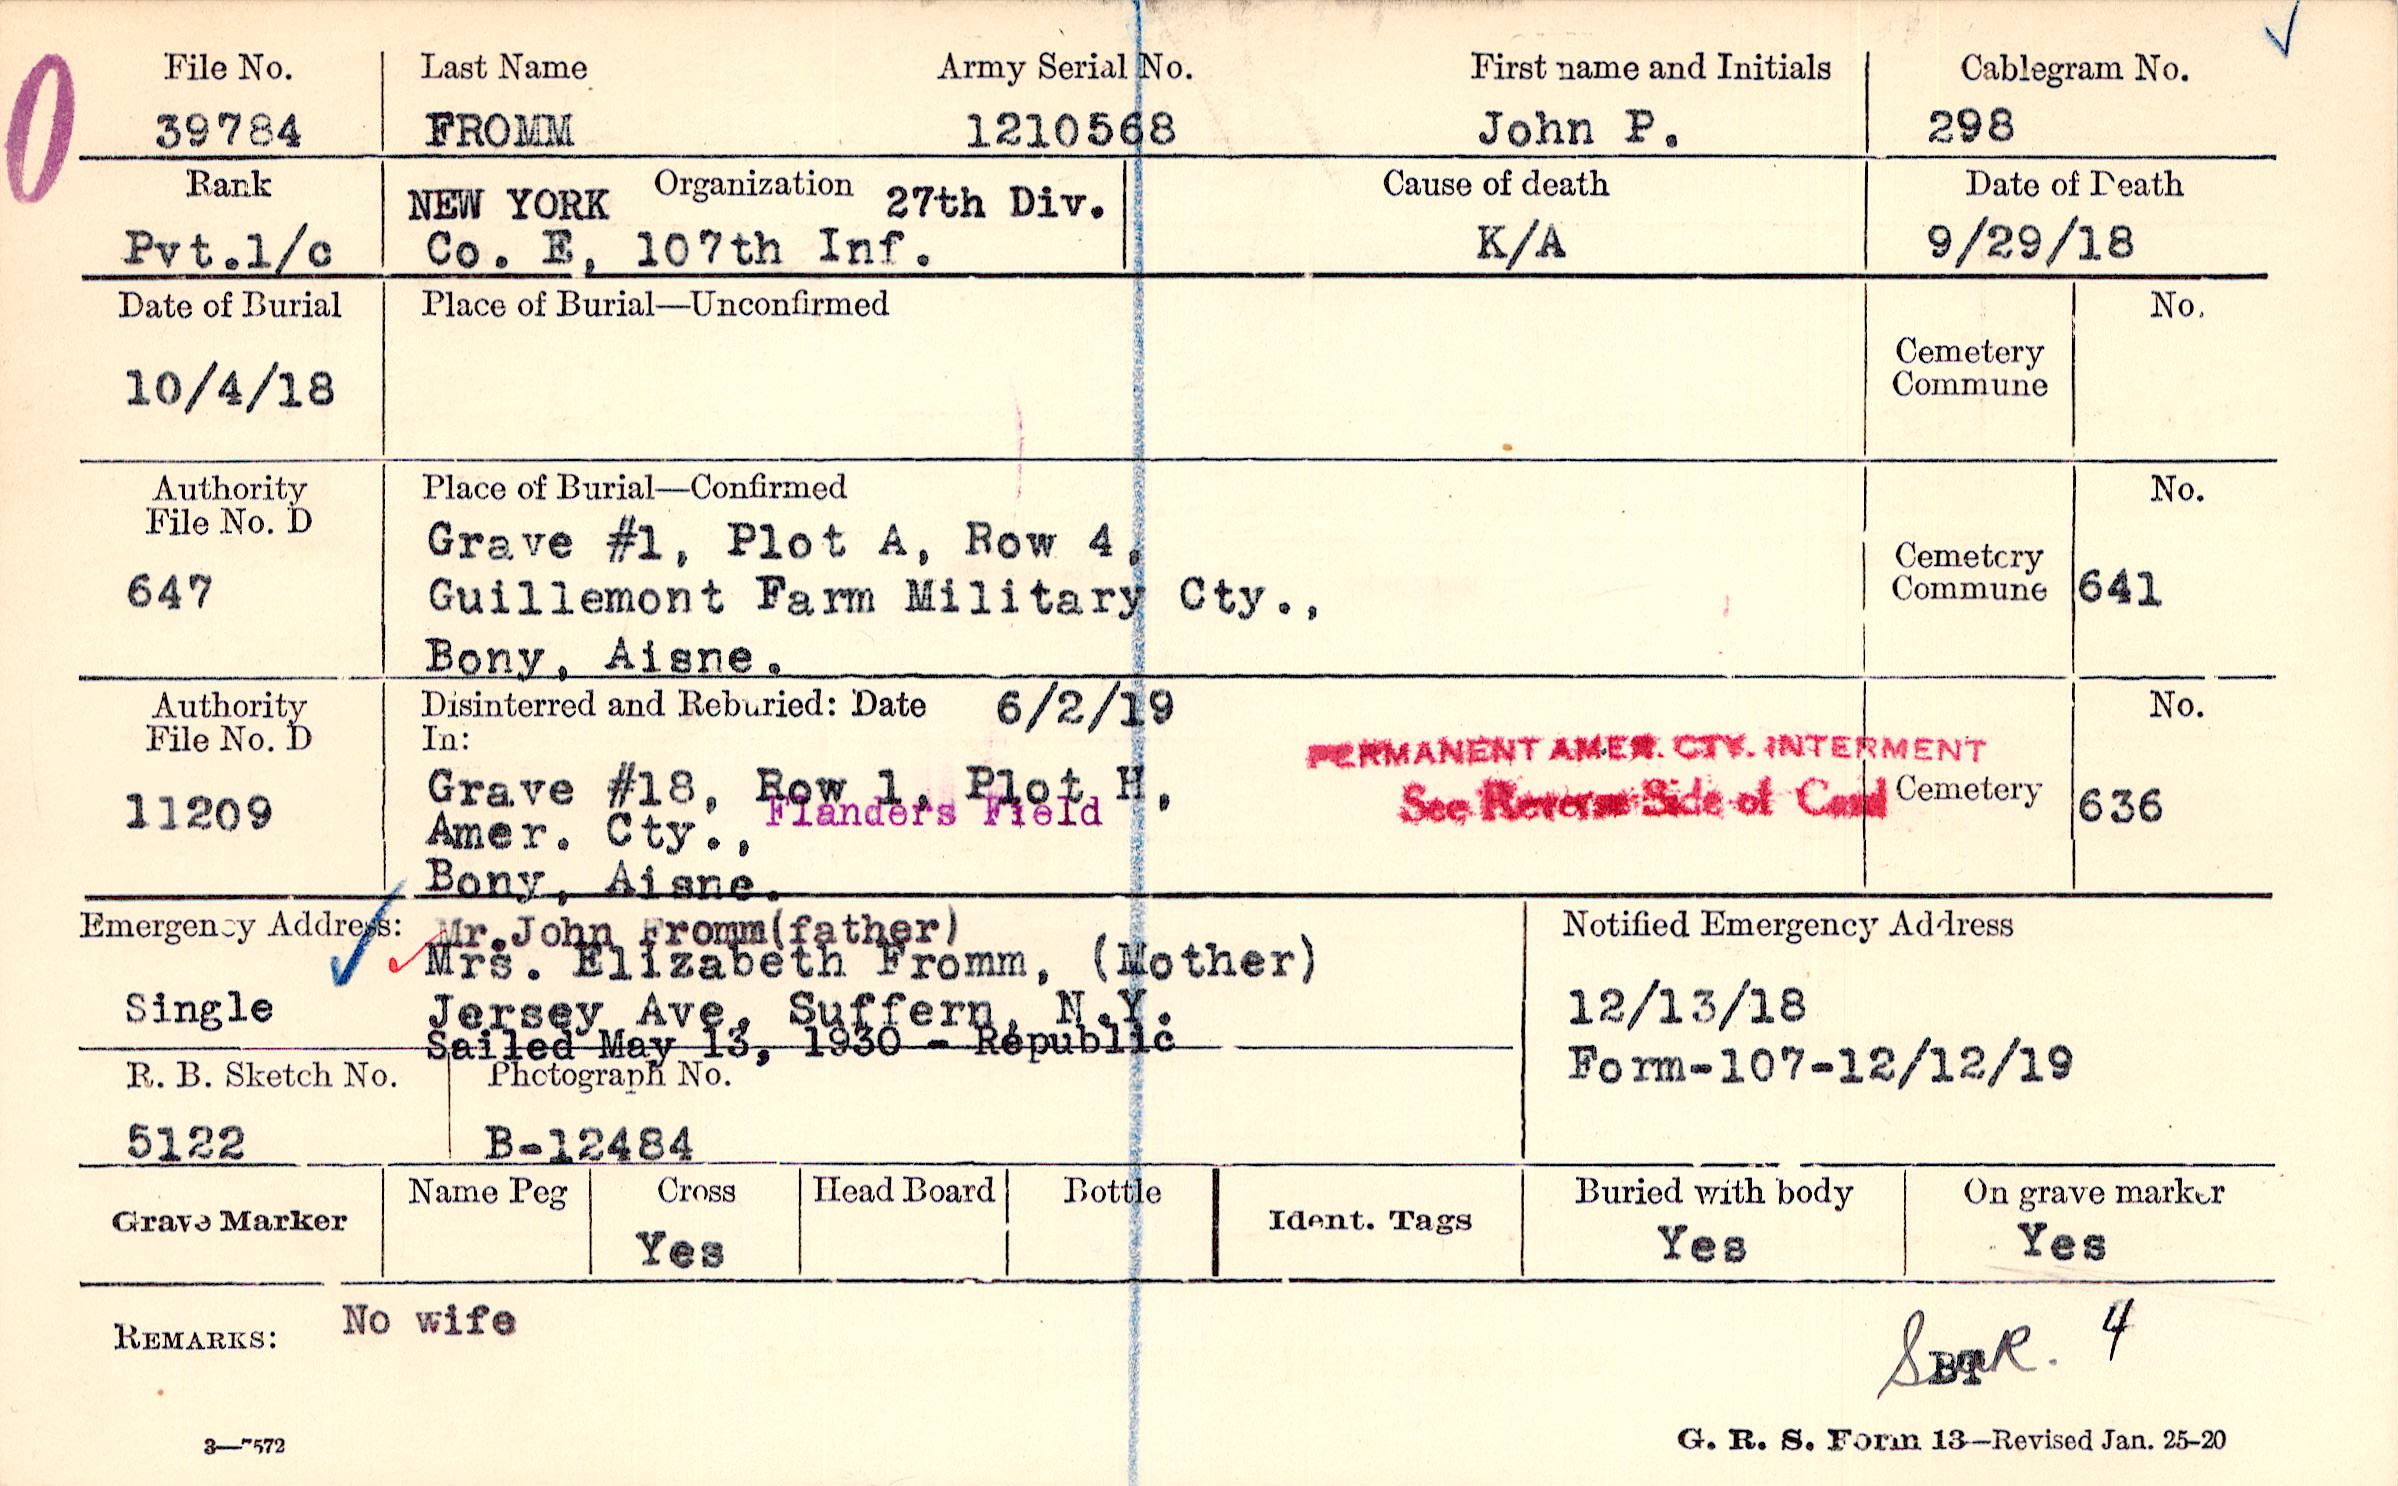 File No. Last Name Army Serial No. First name and Initials Cablegram No.
39784 FROMM 1210568 John P. 298
Rank NEW YORK Organization 27th Div. Cause of death Date of Death
Pvt.1/c Co. E, 107th Inf. K/A 9/29/18
Date of Burial Place of Burial—Unconfirmed No.
Cemetery
Commune
10/4/18
Authority Place of Burial—Confirmed No.
File No. D
Grave #1, Plot A, Row 4,
647 Guillemont Farm Military Cty., Cemetery Commune 641
Bony, Aisne.
Authority Disinterred and Reburied: Date 6/2/19 No.
File No. D In:
PERMANENT AMER. CTY. INTERMENT
11209 Grave #18, Row 1, Plot H, See Reverse Side of Card Cemetery 636
Flanders Field
Amer. Cty.,
Bony, Aisne.
Emergency Address: Mr.John Fromm(father) Notified Emergency Address
Mrs. Elizabeth Fromm, (Mother)
Single Jersey Ave, Suffern, N.Y. 12/13/18
Sailed May 13, 1930 - Republic
Form-107-12/12/19
R. B. Sketch No. Photograph No.
5122 B-12484
Grave Marker Name Peg Cross Head Board Bottle Ident. Tags Buried with body On grave marker
Yes Yes Yes
REMARKS: No wife
4
3—7572 G. R. S. Form 13—Revised Jan. 25-20